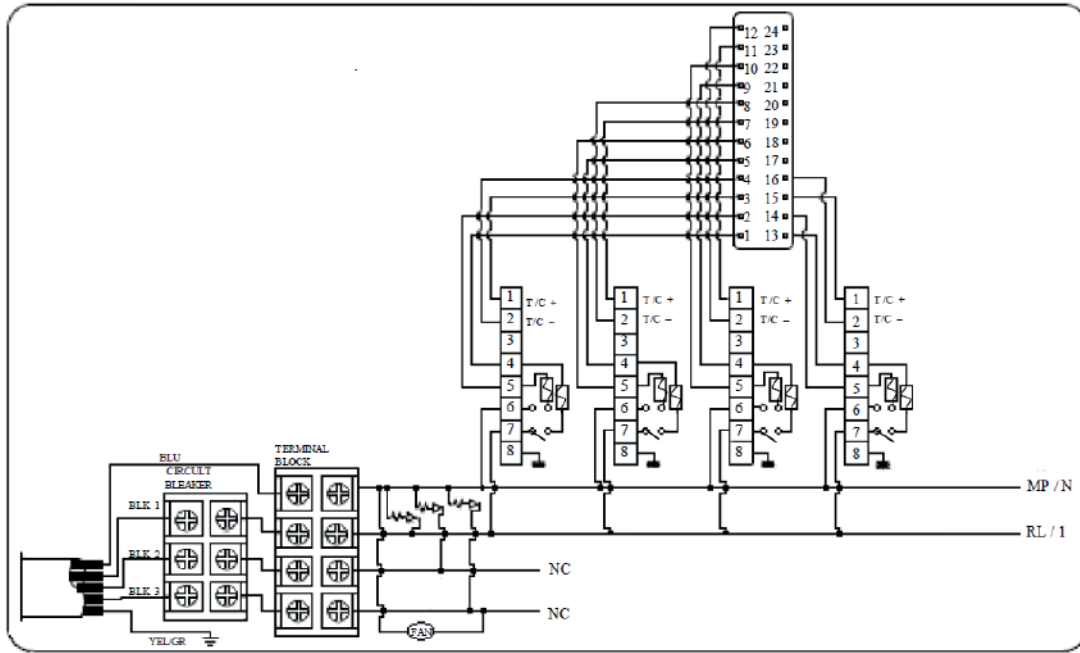 12 24
11 23
10 22
9 21
8 20
7 19
6 18
5 17
4 16
3 15
2 14
1 13
1 T/C + 1 T/C + 1 T/C + 1 T/C +
2 T/C – 2 T/C – 2 T/C – 2 T/C –
3 3 3 3
4 4 4 4
5 5 5 5
6 6 6 6
7 7 7 7
8 8 8 8
BLU
CIRCULT
BLEAKER
TERMINAL
BLOCK
BLK 1
BLK 2
BLK 3
YEL/GR
MP / N
RL / 1
NC
NC
FAN